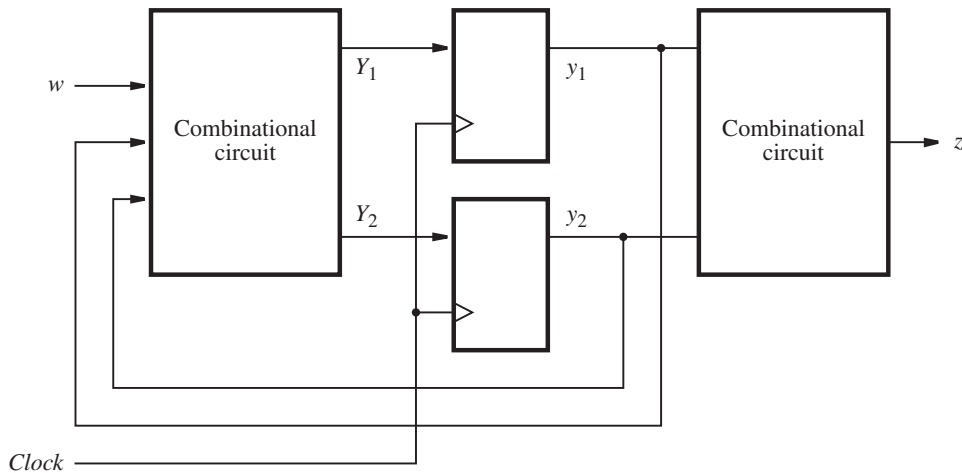 w
Combinational
circuit
Y1
Y2
y1
y2
Combinational
circuit
z
Clock